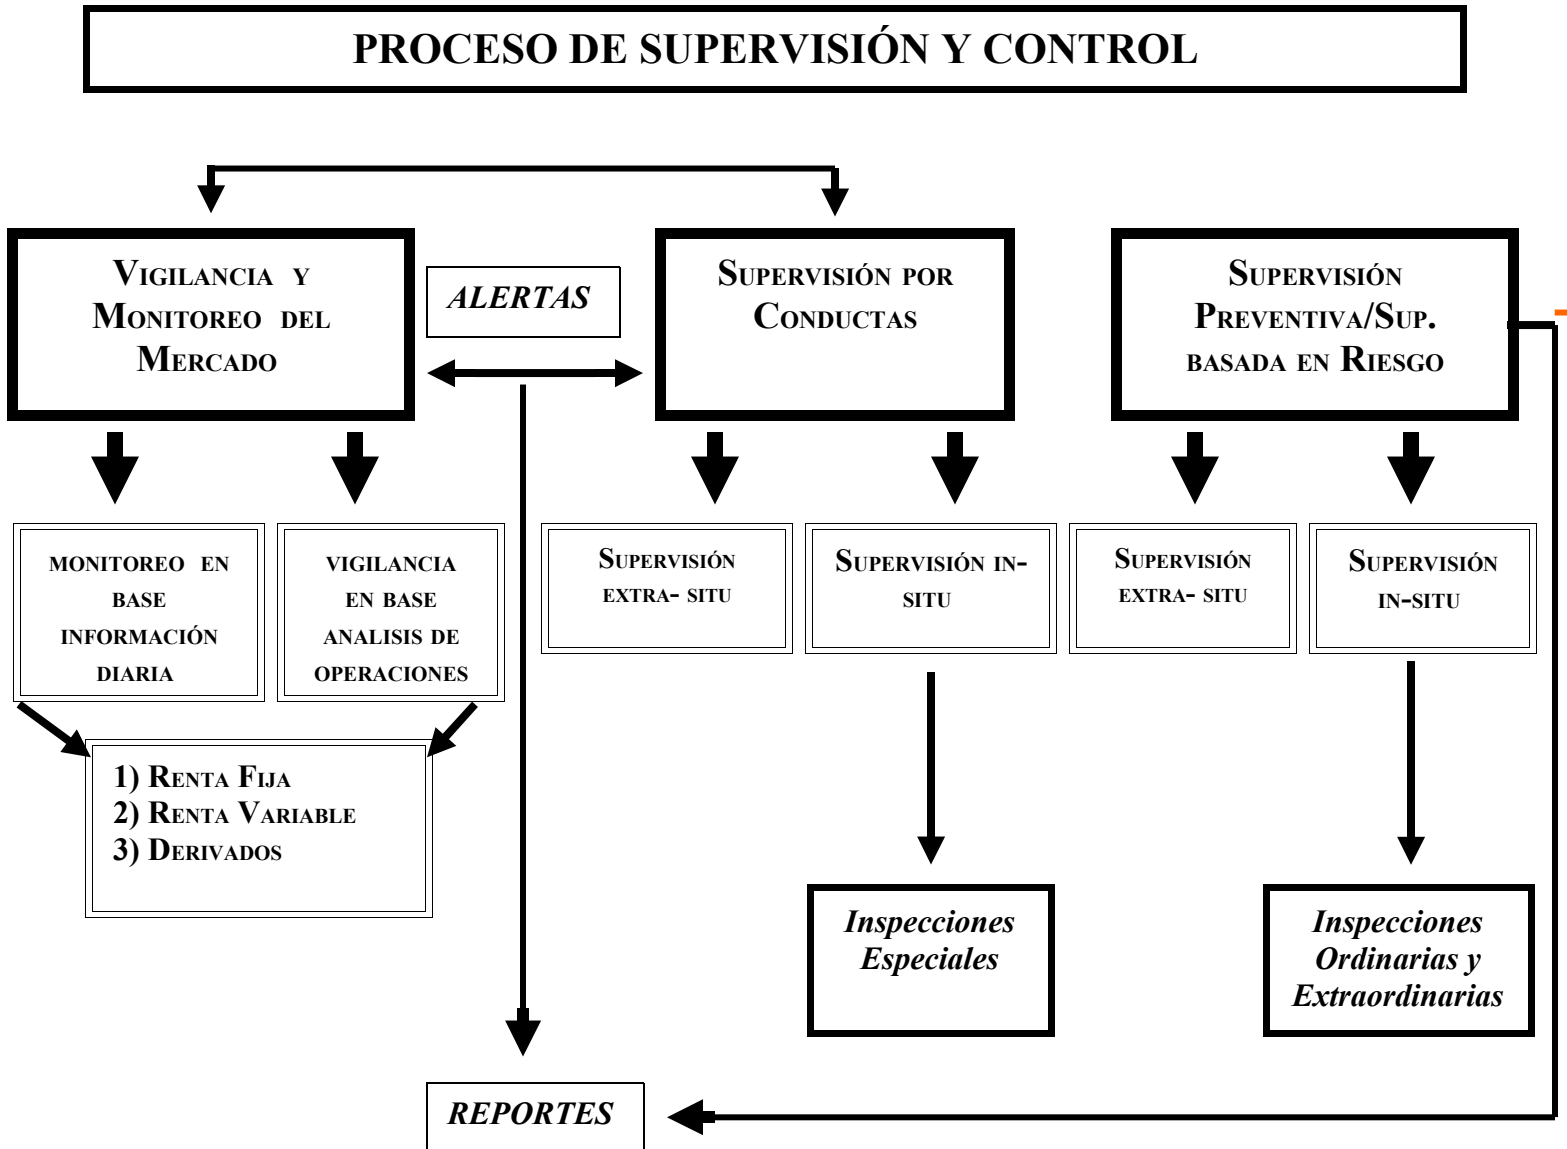 PROCESO DE SUPERVISIÓN Y CONTROL
VIGILANCIA Y
MONITOREO DEL
MERCADO
ALERTAS
SUPERVISIÓN POR
CONDUCTAS
SUPERVISIÓN
PREVENTIVA/SUP.
BASADA EN RIESGO
MONITOREO EN
BASE
INFORMACIÓN
DIARIA
VIGILANCIA
EN BASE
ANALISIS DE
OPERACIONES
SUPERVISIÓN
EXTRA- SITU
SUPERVISIÓN IN-
SITU
SUPERVISIÓN
EXTRA- SITU
SUPERVISIÓN
IN-SITU
1) RENTA FIJA
2) RENTA VARIABLE
3) DERIVADOS
Inspecciones
Especiales
Inspecciones
Ordinarias y
Extraordinarias
REPORTES